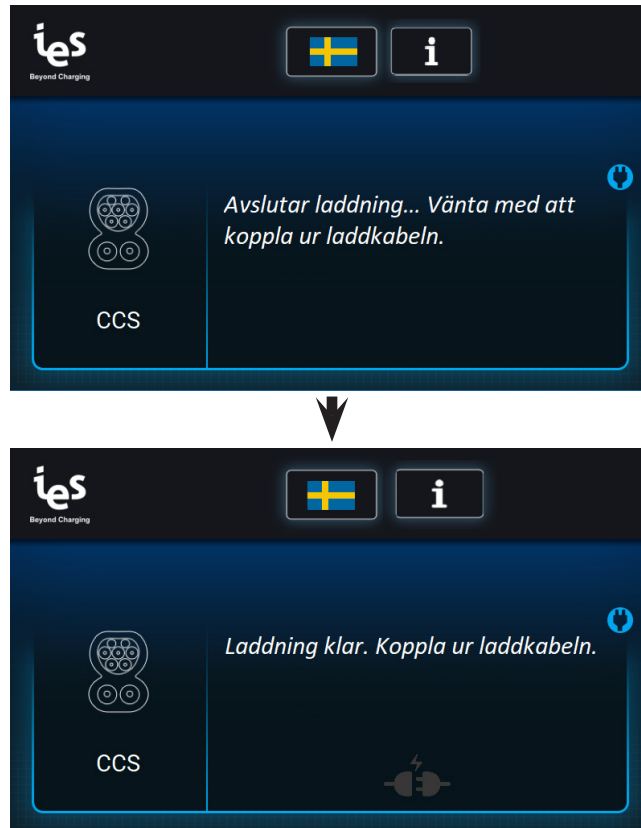 ies
Beyond Charging
i
Avslutar laddning... Vänta med att
koppla ur laddkabeln.
CCS
ies
Beyond Charging
i
Laddning klar. Koppla ur laddkabeln.
CCS